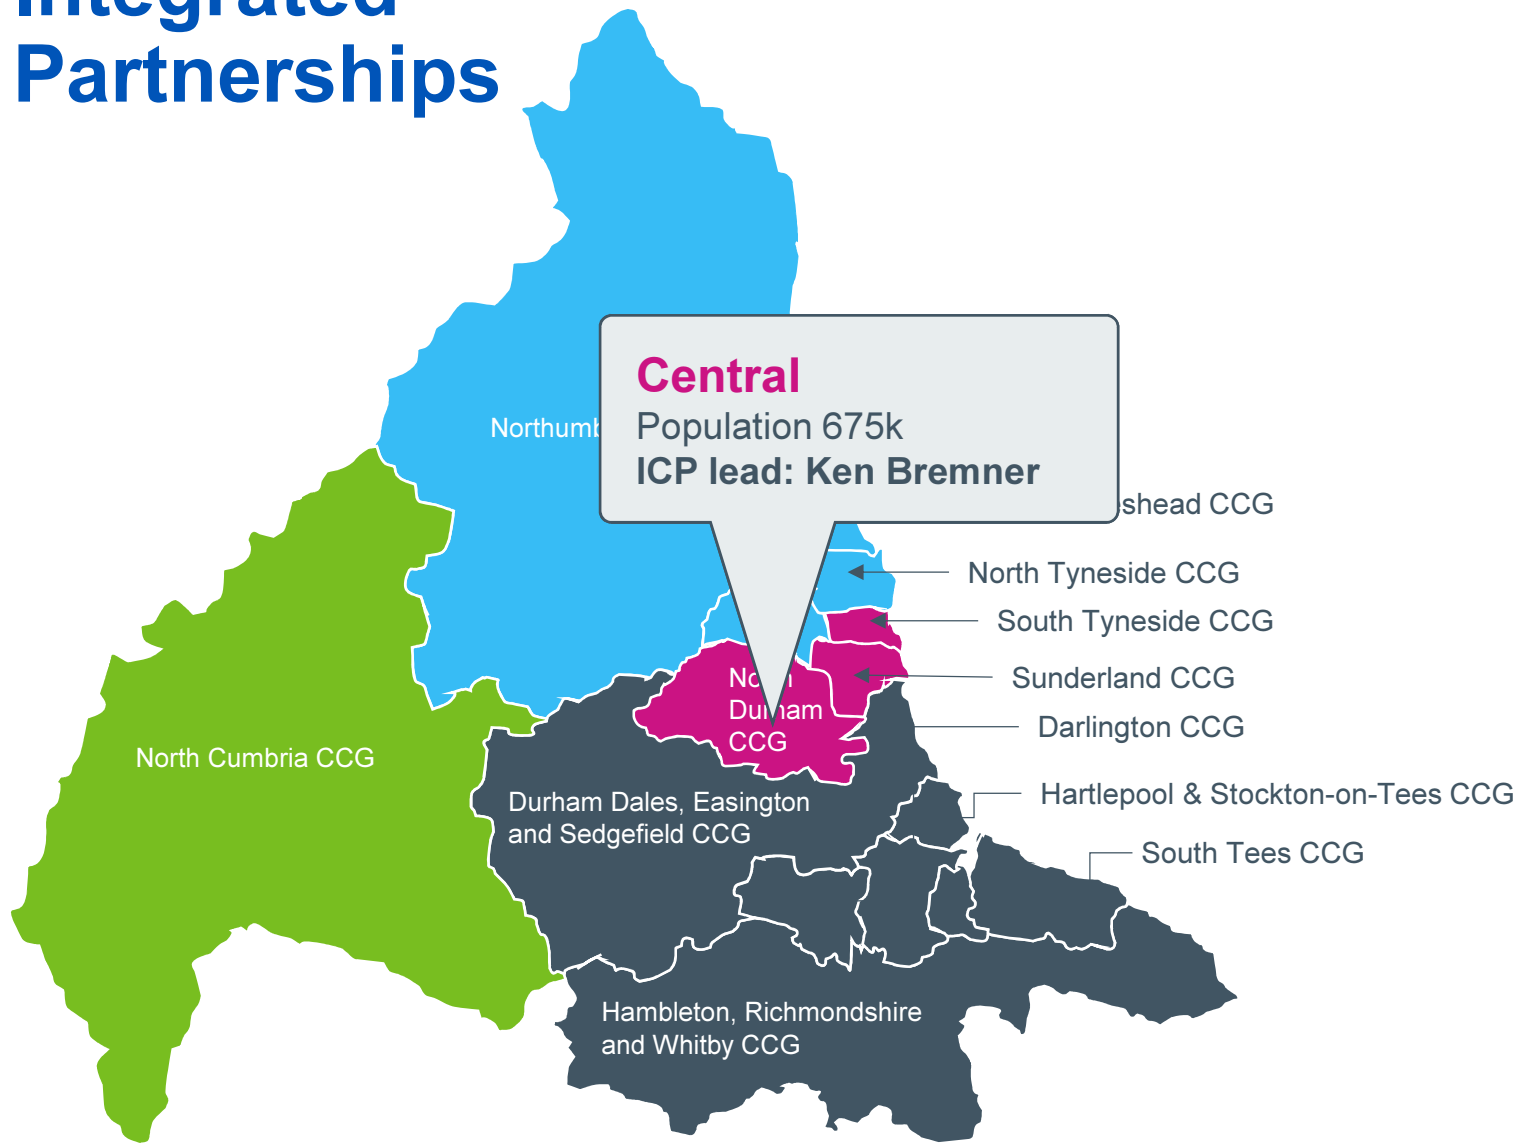 Integrated
Partnerships
Central
Population 675k
ICP lead: Ken Bremner
CCG
North Tyneside CCG
South Tyneside CCG
Sunderland CCG
Durham
CCG
Darlington CCG
North Cumbria CCG
Hartlepool & Stockton-on-Tees CCG
Durham Dales, Easington
and Sedgefield CCG
South Tees CCG
Hambleton, Richmondshire
and Whitby CCG